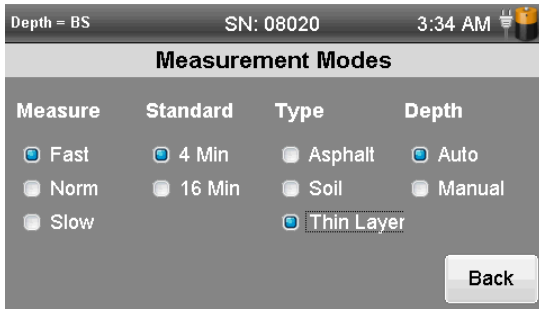 Depth = BS SN: 08020 3:34 AM
Measurement Modes
Measure Standard Type Depth
Fast 4 Min Asphalt Auto
Norm 16 Min Soil Manual
Slow Thin Layer
Back